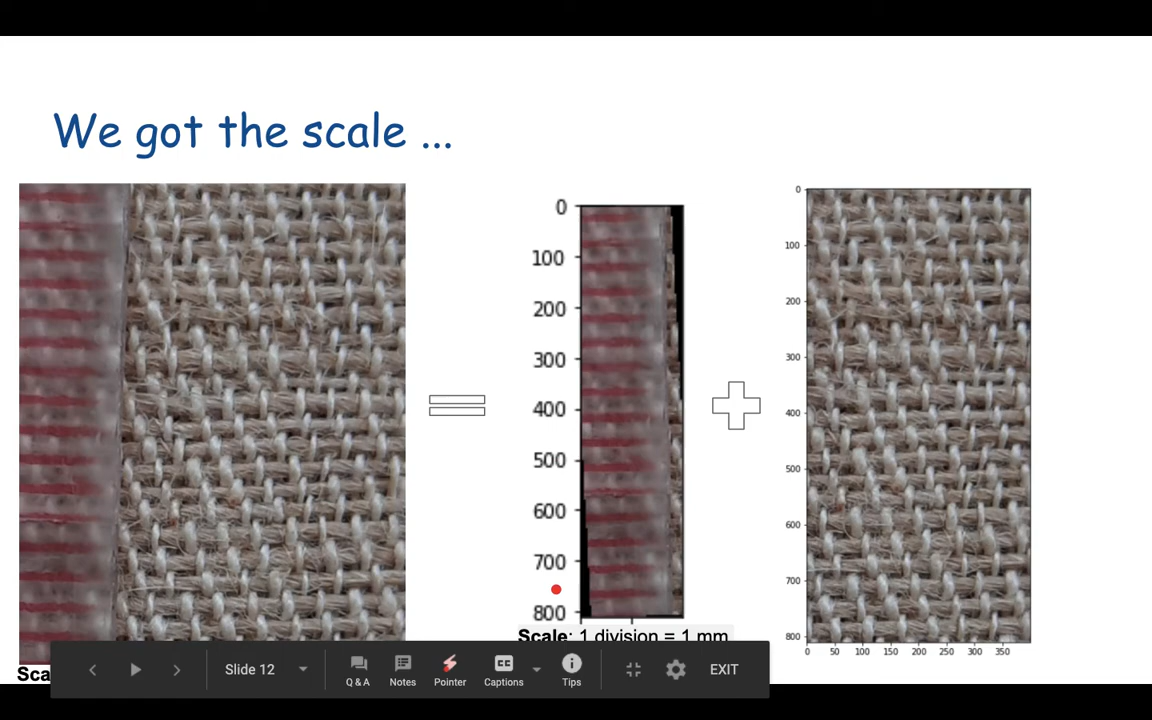 We got the scale ...
0
100
200
300
400
500
600
700
800
Scale: 1 division = 1 mm
0
100
200
300
400
500
600
700
800
0 50 100 150 200 250 300 350
Sca
Slide 12
Q & A
Notes
Pointer
CC
Captions
Tips
EXIT